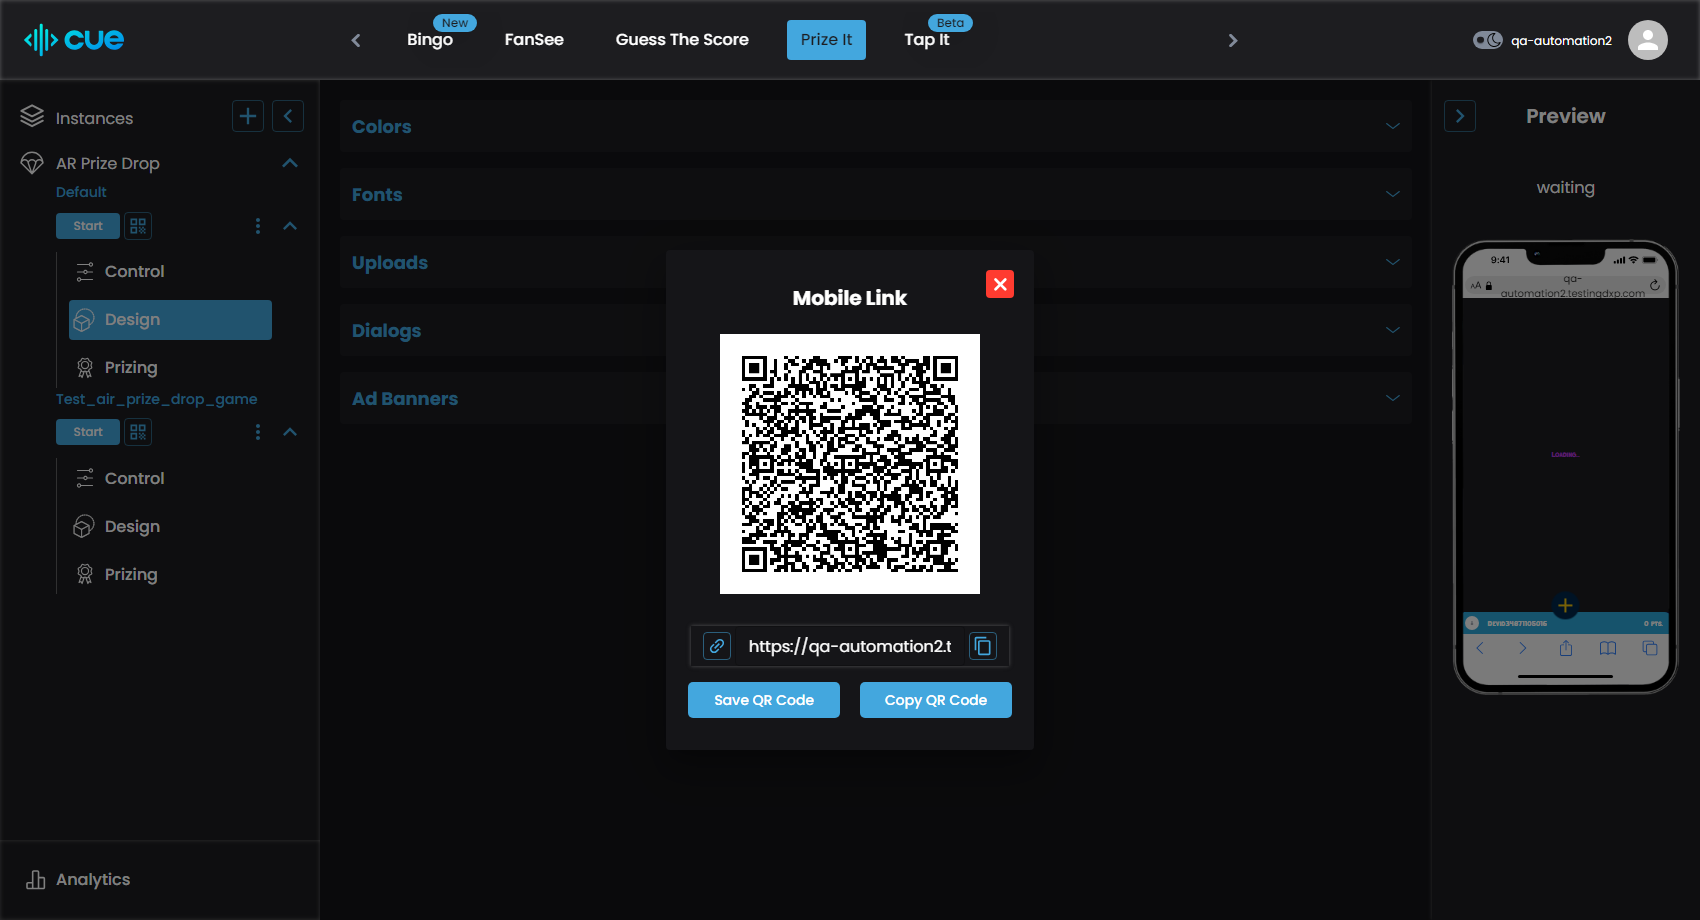 cue
Bingo
New
FanSee
Guess The Score
Prize It
Tap It
Beta
qa-automation2
Instances
AR Prize Drop
Default
Start
Control
Design
Prizing
Test_air_prize_drop_game
Start
Control
Design
Prizing
Analytics
Colors
Fonts
Uploads
Dialogs
Ad Banners
Mobile Link
https://qa-automation2.t
Save QR Code
Copy QR Code
Preview
waiting
9:41
AA
qa-
automation2.testingdxp.com
Loading..
0 PTS.